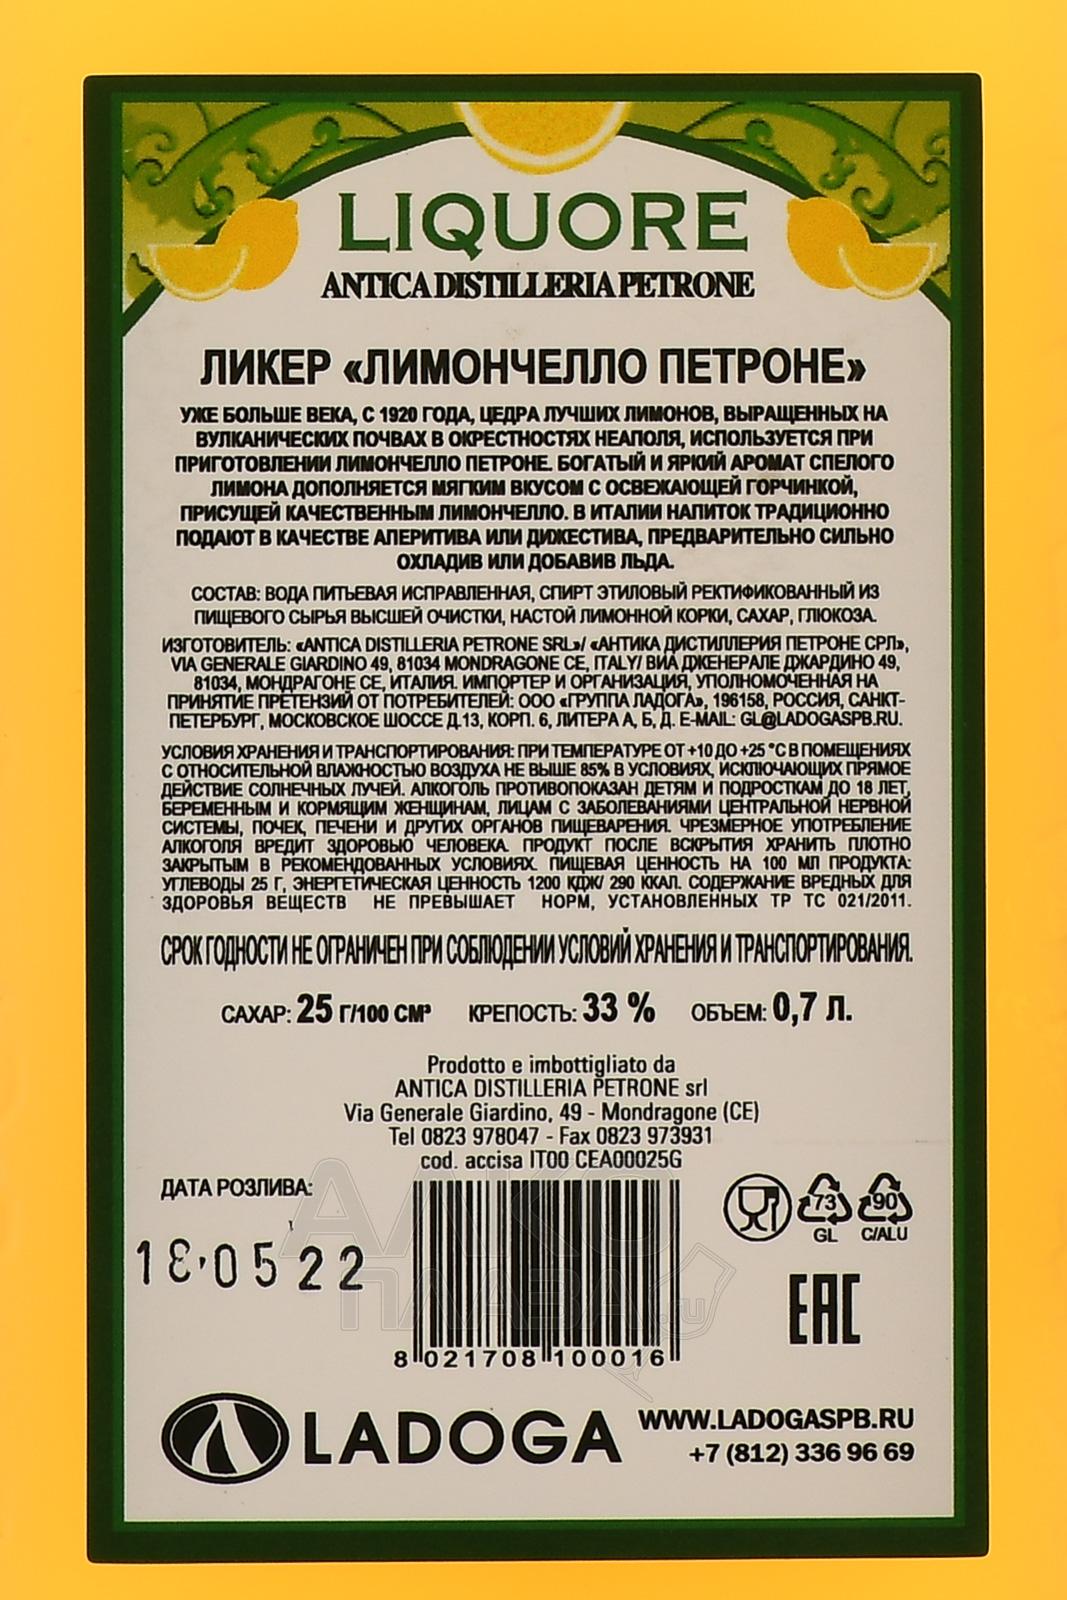 LIQUORE
ANTICA DISTILLERIA PETRONE
ЛИКЕР «ЛИМОНЧЕЛЛО ПЕТРОНЕ»
УЖЕ БОЛЬШЕ ВЕКА, С 1920 ГОДА, ЦЕДРА ЛУЧШИХ ЛИМОНОВ, ВЫРАЩЕННЫХ НА
ВУЛКАНИЧЕСКИХ ПОЧВАХ В ОКРЕСТНОСТЯХ НЕАПОЛЯ, ИСПОЛЬЗУЕТСЯ ПРИ
ПРИГОТОВЛЕНИИ ЛИМОНЧЕЛЛО ПЕТРОНЕ. БОГАТЫЙ И ЯРКИЙ АРОМАТ СПЕЛОГО
ЛИМОНА ДОПОЛНЯЕТСЯ МЯГКИМ ВКУСОМ С ОСВЕЖАЮЩЕЙ ГОРЧИНКОЙ,
ПРИСУЩЕЙ КАЧЕСТВЕННЫМ ЛИМОНЧЕЛЛО. В ИТАЛИИ НАПИТОК ТРАДИЦИОННО
ПОДАЮТ В КАЧЕСТВЕ АПЕРИТИВА ИЛИ ДИЖЕСТИВА, ПРЕДВАРИТЕЛЬНО СИЛЬНО
ОХЛАДИВ ИЛИ ДОБАВИВ ЛЬДА.
СОСТАВ: ВОДА ПИТЬЕВАЯ ИСПРАВЛЕННАЯ, СПИРТ ЭТИЛОВЫЙ РЕКТИФИКОВАННЫЙ ИЗ
ПИЩЕВОГО СЫРЬЯ ВЫСШЕЙ ОЧИСТКИ, НАСТОЙ ЛИМОННОЙ КОРКИ, САХАР, ГЛЮКОЗА.
ИЗГОТОВИТЕЛЬ: «ANTICA DISTILLERIA PETRONE SRL»/ «АНТИКА ДИСТИЛЛЕРИЯ ПЕТРОНЕ СРЛ»,
VIA GENERALE GIARDINO 49, 81034 MONDRAGONE CE, ITALY/ ВИА ДЖЕНЕРАЛЕ ДЖАРДИНО 49,
81034, МОНДРАГОНЕ СЕ, ИТАЛИЯ. ИМПОРТЕР И ОРГАНИЗАЦИЯ, УПОЛНОМОЧЕННАЯ НА
ПРИНЯТИЕ ПРЕТЕНЗИЙ ОТ ПОТРЕБИТЕЛЕЙ: ООО «ГРУППА ЛАДОГА», 196158, РОССИЯ, САНКТ-
ПЕТЕРБУРГ, МОСКОВСКОЕ ШОССЕ Д.13, КОРП. 6, ЛИТЕРА А, Б, Д. E-MAIL: GL@LADOGASPB.RU.
УСЛОВИЯ ХРАНЕНИЯ И ТРАНСПОРТИРОВАНИЯ: ПРИ ТЕМПЕРАТУРЕ ОТ +10 ДО +25 °C В ПОМЕЩЕНИЯХ
С ОТНОСИТЕЛЬНОЙ ВЛАЖНОСТЬЮ ВОЗДУХА НЕ ВЫШЕ 85% В УСЛОВИЯХ, ИСКЛЮЧАЮЩИХ ПРЯМОЕ
ДЕЙСТВИЕ СОЛНЕЧНЫХ ЛУЧЕЙ. АЛКОГОЛЬ ПРОТИВОПОКАЗАН ДЕТЯМ И ПОДРОСТКАМ ДО 18 ЛЕТ,
БЕРЕМЕННЫМ И КОРМЯЩИМ ЖЕНЩИНАМ, ЛИЦАМ С ЗАБОЛЕВАНИЯМИ ЦЕНТРАЛЬНОЙ НЕРВНОЙ
СИСТЕМЫ, ПОЧЕК, ПЕЧЕНИ И ДРУГИХ ОРГАНОВ ПИЩЕВАРЕНИЯ. ЧРЕЗМЕРНОЕ УПОТРЕБЛЕНИЕ
АЛКОГОЛЯ ВРЕДИТ ЗДОРОВЬЮ ЧЕЛОВЕКА. ПРОДУКТ ПОСЛЕ ВСКРЫТИЯ ХРАНИТЬ ПЛОТНО
ЗАКРЫТЫМ В РЕКОМЕНДОВАННЫХ УСЛОВИЯХ. ПИЩЕВАЯ ЦЕННОСТЬ НА 100 МЛ ПРОДУКТА:
УГЛЕВОДЫ 25 Г, ЭНЕРГЕТИЧЕСКАЯ ЦЕННОСТЬ 1200 КДЖ/ 290 ККАЛ. СОДЕРЖАНИЕ ВРЕДНЫХ ДЛЯ
ЗДОРОВЬЯ ВЕЩЕСТВ НЕ ПРЕВЫШАЕТ НОРМ, УСТАНОВЛЕННЫХ ТР ТС 021/2011.
СРОК ГОДНОСТИ НЕ ОГРАНИЧЕН ПРИ СОБЛЮДЕНИИ УСЛОВИЙ ХРАНЕНИЯ И ТРАНСПОРТИРОВАНИЯ.
САХАР: 25 Г/100 СМ³ КРЕПОСТЬ: 33 % ОБЪЕМ: 0,7 Л.
Prodotto e imbottigliato da
ANTICA DISTILLERIA PETRONE srl
Via Generale Giardino, 49 - Mondragone (CE)
Tel 0823 978047 - Fax 0823 973931
cod. accisa IT00 CEA00025G
ДАТА РОЗЛИВА:
18.05 22
73 90
GL C/ALU
EAC
АЛКО
ПЛАЗА.ru
8 021708 100016
LADOGA
WWW.LADOGASPB.RU
+7 (812) 336 96 69